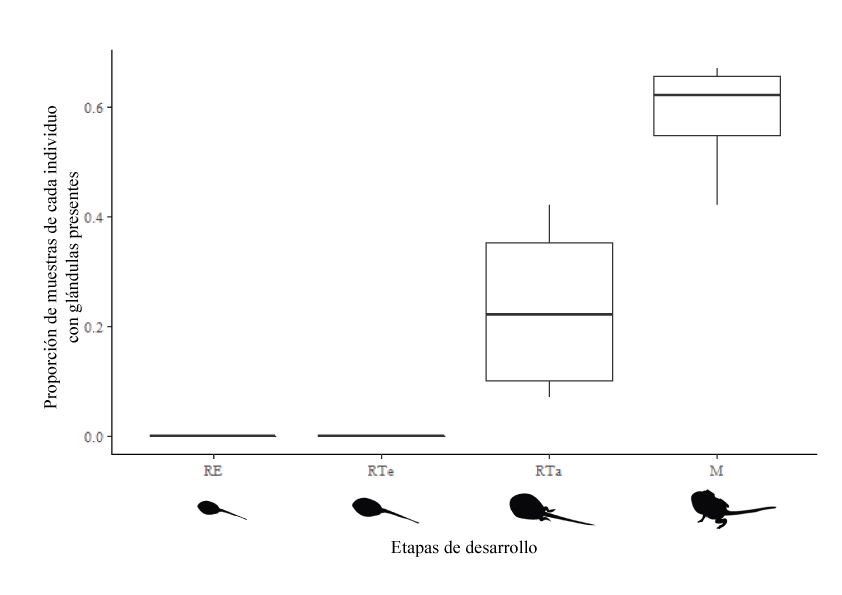 Proporción de muestras de cada individuo
con glándulas presentes
0.6
0.4
0.2
0.0
RE RTe RTa M
Etapas de desarrollo